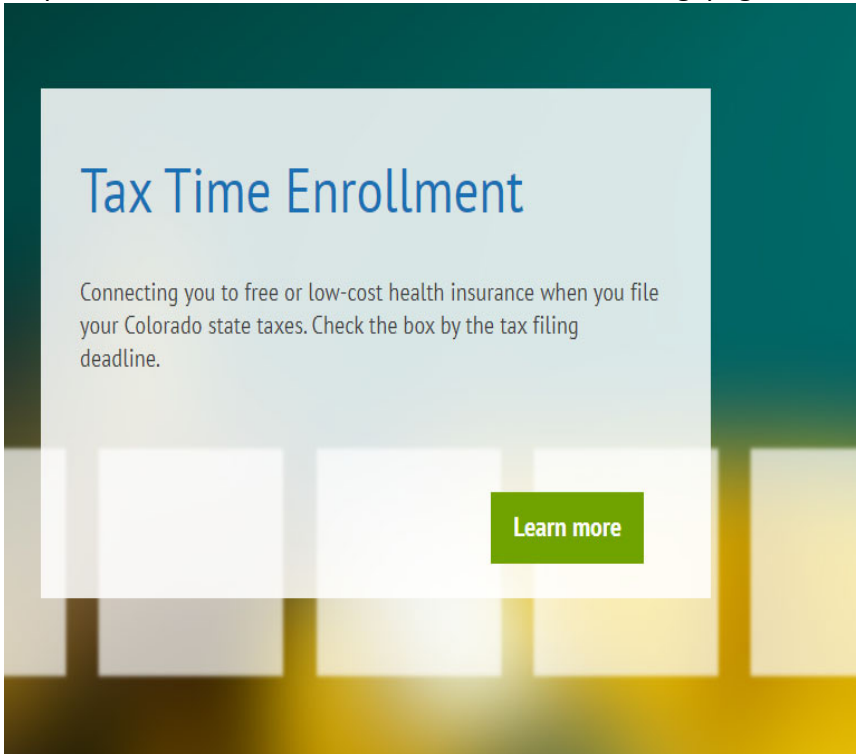 Tax Time Enrollment
Connecting you to free or low-cost health insurance when you file
your Colorado state taxes. Check the box by the tax filing
deadline.
Learn more